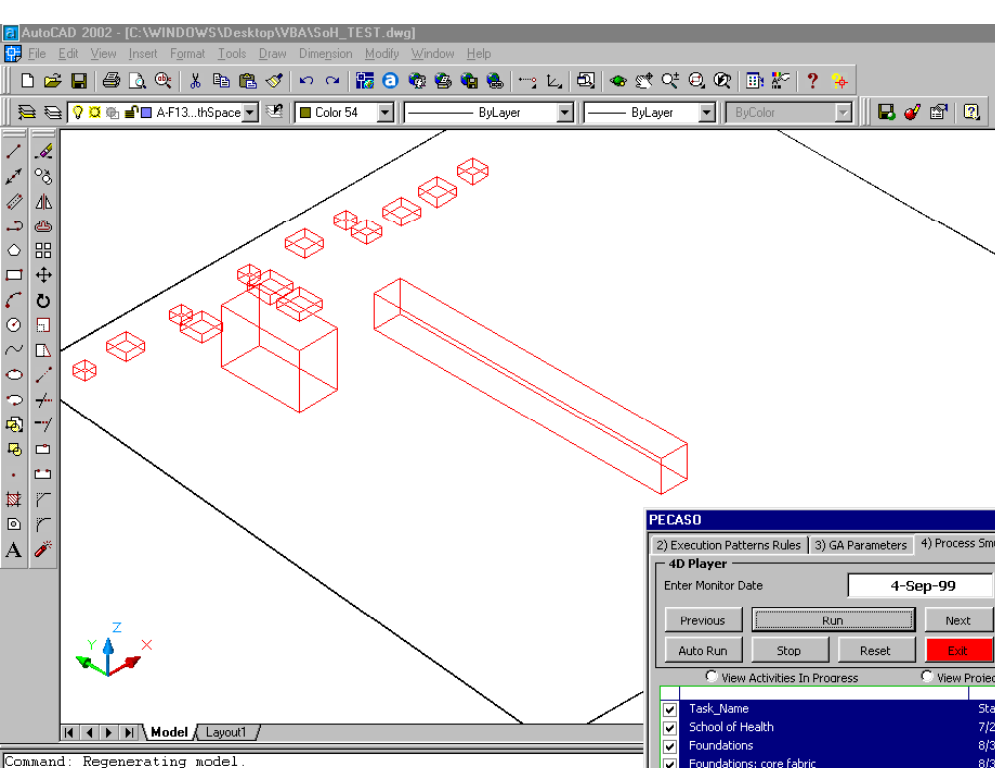 AutoCAD 2002 - [C:\WINDOWS\Desktop\VBA\SoH_TEST.dwg]
File Edit View Insert Format Tools Draw Dimension Modify Window Help
A-F13...thSpace Color 54 ByLayer ByLayer ByColor
A
Z
Y X
PECASO
2) Execution Patterns Rules 3) GA Parameters 4) Process Smu
4D Player
Enter Monitor Date 4-Sep-99
Previous Run Next
Auto Run Stop Reset Exit
View Activities In Progress View Projec
Task_Name Sta
School of Health 7/2
Foundations 8/3
Foundations: core fabric 8/3
Model Layout1
Command: Regenerating model.